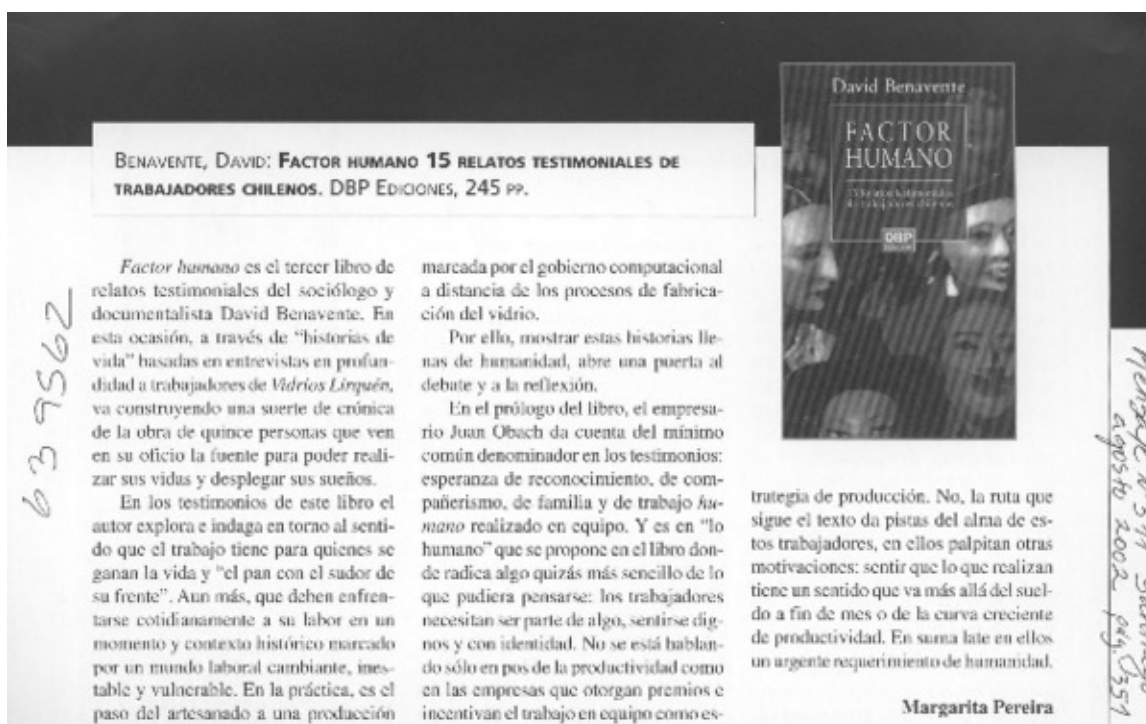 BENAVENTE, DAVID: FACTOR HUMANO 15 RELATOS TESTIMONIALES DE
TRABAJADORES CHILENOS. DBP EDICIONES, 245 PP.
David Benavente
FACTOR
HUMANO
15 Relatos testimoniales
de trabajadores chilenos
DBP
639562
Factor humano es el tercer libro de
relatos testimoniales del sociólogo y
documentalista David Benavente. En
esta ocasión, a través de “historias de
vida” basadas en entrevistas en profun-
didad a trabajadores de Vidrios Lirquén,
va construyendo una suerte de crónica
de la obra de quince personas que ven
en su oficio la fuente para poder reali-
zar sus vidas y desplegar sus sueños.
En los testimonios de este libro el
autor explora e indaga en torno al senti-
do que el trabajo tiene para quienes se
ganan la vida y “el pan con el sudor de
su frente”. Aun más, que deben enfren-
tarse cotidianamente a su labor en un
momento y contexto histórico marcado
por un mundo laboral cambiante, ines-
table y vulnerable. En la práctica, es el
paso del artesanado a una producción
marcada por el gobierno computacional
a distancia de los procesos de fabrica-
ción del vidrio.
Por ello, mostrar estas historias lle-
nas de humanidad, abre una puerta al
debate y a la reflexión.
En el prólogo del libro, el empresa-
rio Juan Obach da cuenta del mínimo
común denominador en los testimonios:
esperanza de reconocimiento, de com-
pañerismo, de familia y de trabajo hu-
mano realizado en equipo. Y es en “lo
humano” que se propone en el libro don-
de radica algo quizás más sencillo de lo
que pudiera pensarse: los trabajadores
necesitan ser parte de algo, sentirse dig-
nos y con identidad. No se está hablan-
do sólo en pos de la productividad como
en las empresas que otorgan premios e
incentivan el trabajo en equipo como es-
trategia de producción. No, la ruta que
sigue el texto da pistas del alma de es-
tos trabajadores, en ellos palpitan otras
motivaciones: sentir que lo que realizan
tiene un sentido que va más allá del suel-
do a fin de mes o de la curva creciente
de productividad. En suma late en ellos
un urgente requerimiento de humanidad.
Margarita Pereira
agosto 2002